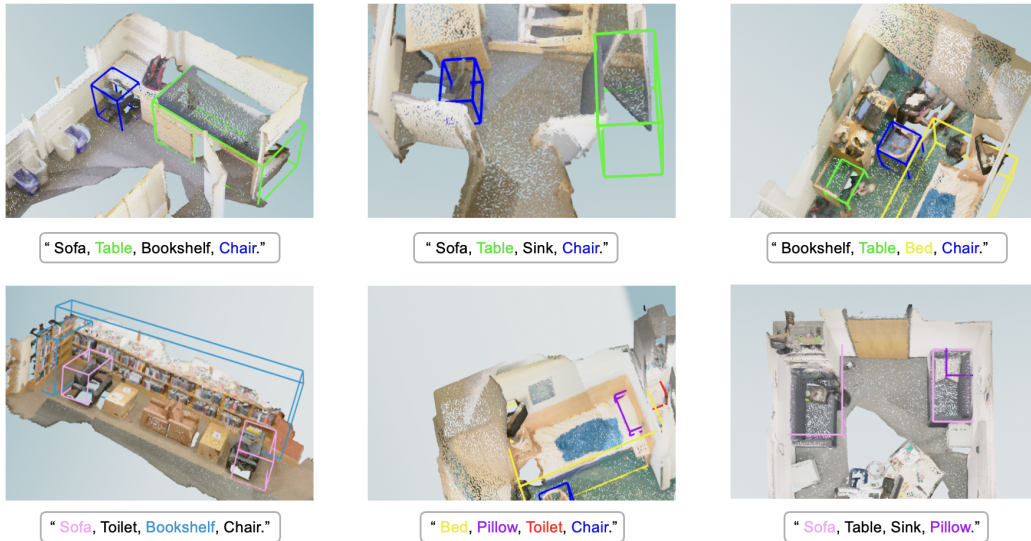 “ Sofa, Table, Bookshelf, Chair.”
“ Sofa, Table, Sink, Chair.”
“ Bookshelf, Table, Bed, Chair.”
“ Sofa, Toilet, Bookshelf, Chair.”
“ Bed, Pillow, Toilet, Chair.”
“ Sofa, Table, Sink, Pillow.”